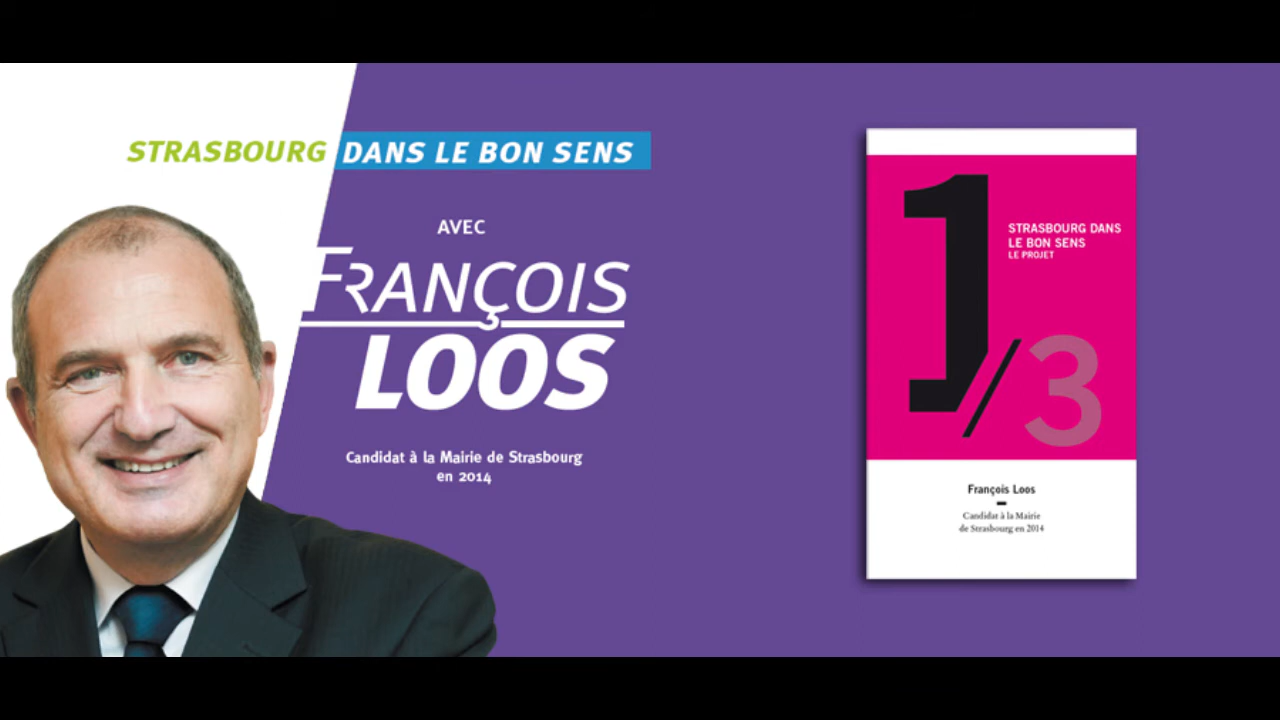 STRASBOURG DANS LE BON SENS
AVEC
FRANÇOIS
LOOS
Candidat à la Mairie de Strasbourg
en 2014
1/3
STRASBOURG DANS
LE BON SENS
LE PROJET
François Loos
Candidat à la Mairie
de Strasbourg en 2014